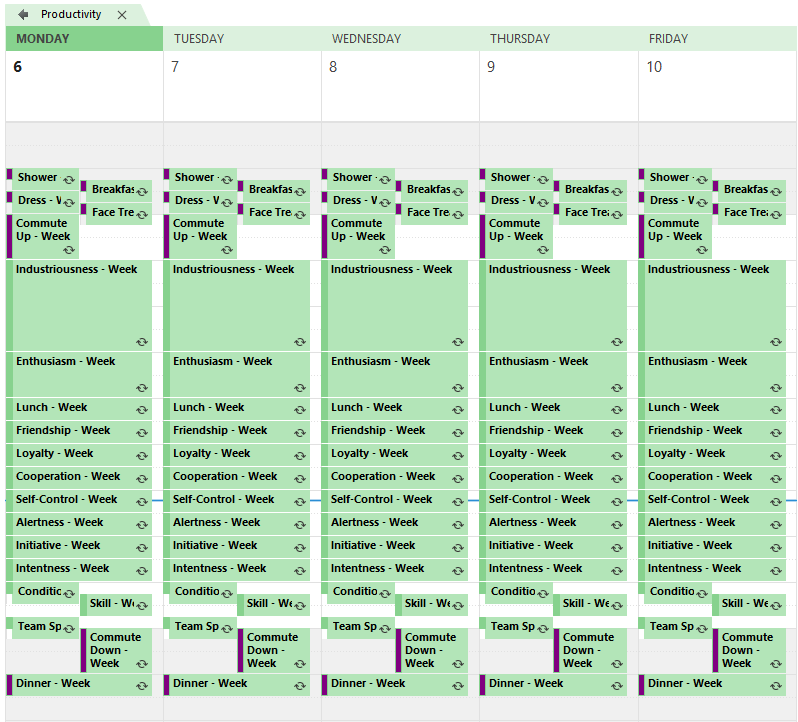 Productivity
MONDAY
TUESDAY
WEDNESDAY
THURSDAY
FRIDAY
6
7
8
9
10
Shower
Breakfas
Dress - W
Face Trea
Commute
Up - Week
Industriousness - Week
Enthusiasm - Week
Lunch - Week
Friendship - Week
Loyalty - Week
Cooperation - Week
Self-Control - Week
Alertness - Week
Initiative - Week
Intentness - Week
Conditio
Skill - We
Team Sp
Commute
Down -
Week
Dinner - Week
Shower -
Breakfas
Dress - W
Face Trea
Commute
Up - Week
Industriousness - Week
Enthusiasm - Week
Lunch - Week
Friendship - Week
Loyalty - Week
Cooperation - Week
Self-Control - Week
Alertness - Week
Initiative - Week
Intentness - Week
Conditio
Skill - We
Team Sp
Commute
Down -
Week
Dinner - Week
Shower -
Breakfas
Dress - W
Face Trea
Commute
Up - Week
Industriousness - Week
Enthusiasm - Week
Lunch - Week
Friendship - Week
Loyalty - Week
Cooperation - Week
Self-Control - Week
Alertness - Week
Initiative - Week
Intentness - Week
Conditio
Skill - We
Team Sp
Commute
Down -
Week
Dinner - Week
Shower -
Breakfas
Dress - W
Face Trea
Commute
Up - Week
Industriousness - Week
Enthusiasm - Week
Lunch - Week
Friendship - Week
Loyalty - Week
Cooperation - Week
Self-Control - Week
Alertness - Week
Initiative - Week
Intentness - Week
Conditio
Skill - We
Team Sp
Commute
Down -
Week
Dinner - Week
Shower -
Breakfas
Dress - W
Face Trea
Commute
Up - Week
Industriousness - Week
Enthusiasm - Week
Lunch - Week
Friendship - Week
Loyalty - Week
Cooperation - Week
Self-Control - Week
Alertness - Week
Initiative - Week
Intentness - Week
Conditio
Skill - We
Team Sp
Commute
Down -
Week
Dinner - Week